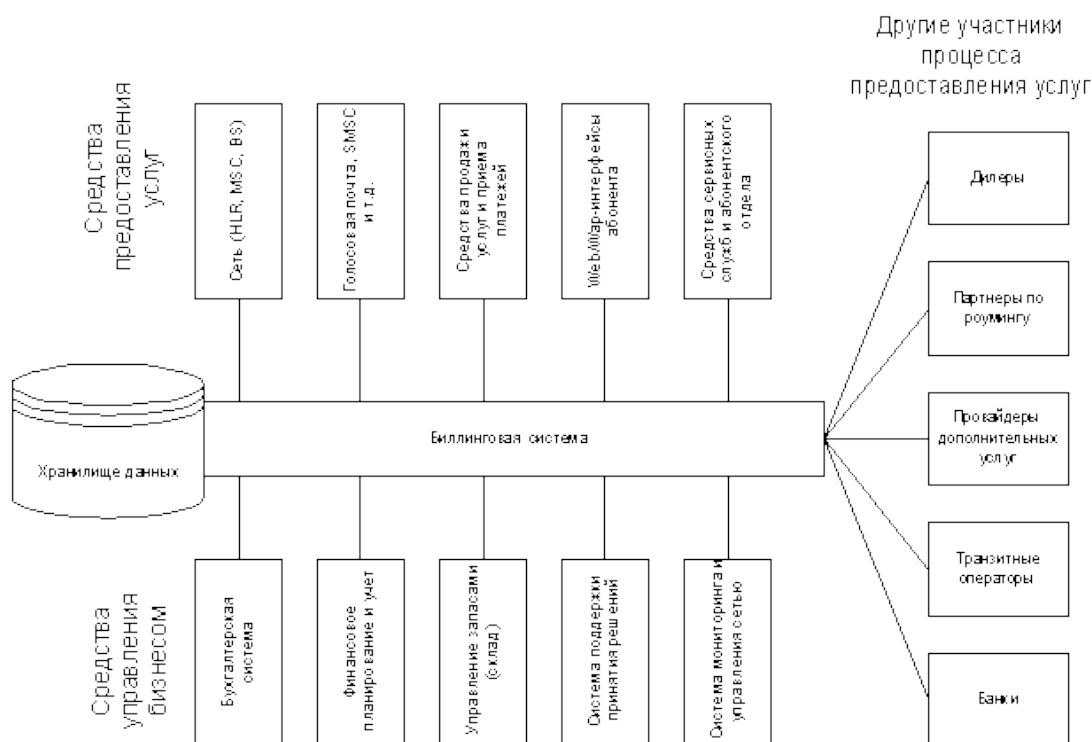 Другие участники
процесса
предоставления услуг
Средства
предоставления
услуг
Сеть (HLR, MSC, BS)
Голосовая почта, SMSC
и т.д.
Средства продажи
услуг и приема
платежей
Web/Wap-интерфейсы
абонента
Средства сервисных
служб и абонентского
отдела
Дилеры
Партнеры по
роумингу
Провайдеры
дополнительных
услуг
Транзитные
операторы
Банки
Хранилище данных
Биллинговая система
Средства
управления
бизнесом
Бухгалтерская
система
Финансовое
планирование и учет
Управление запасами
(склад)
Система поддержки
принятия решений
Система мониторинга и
управления сетью